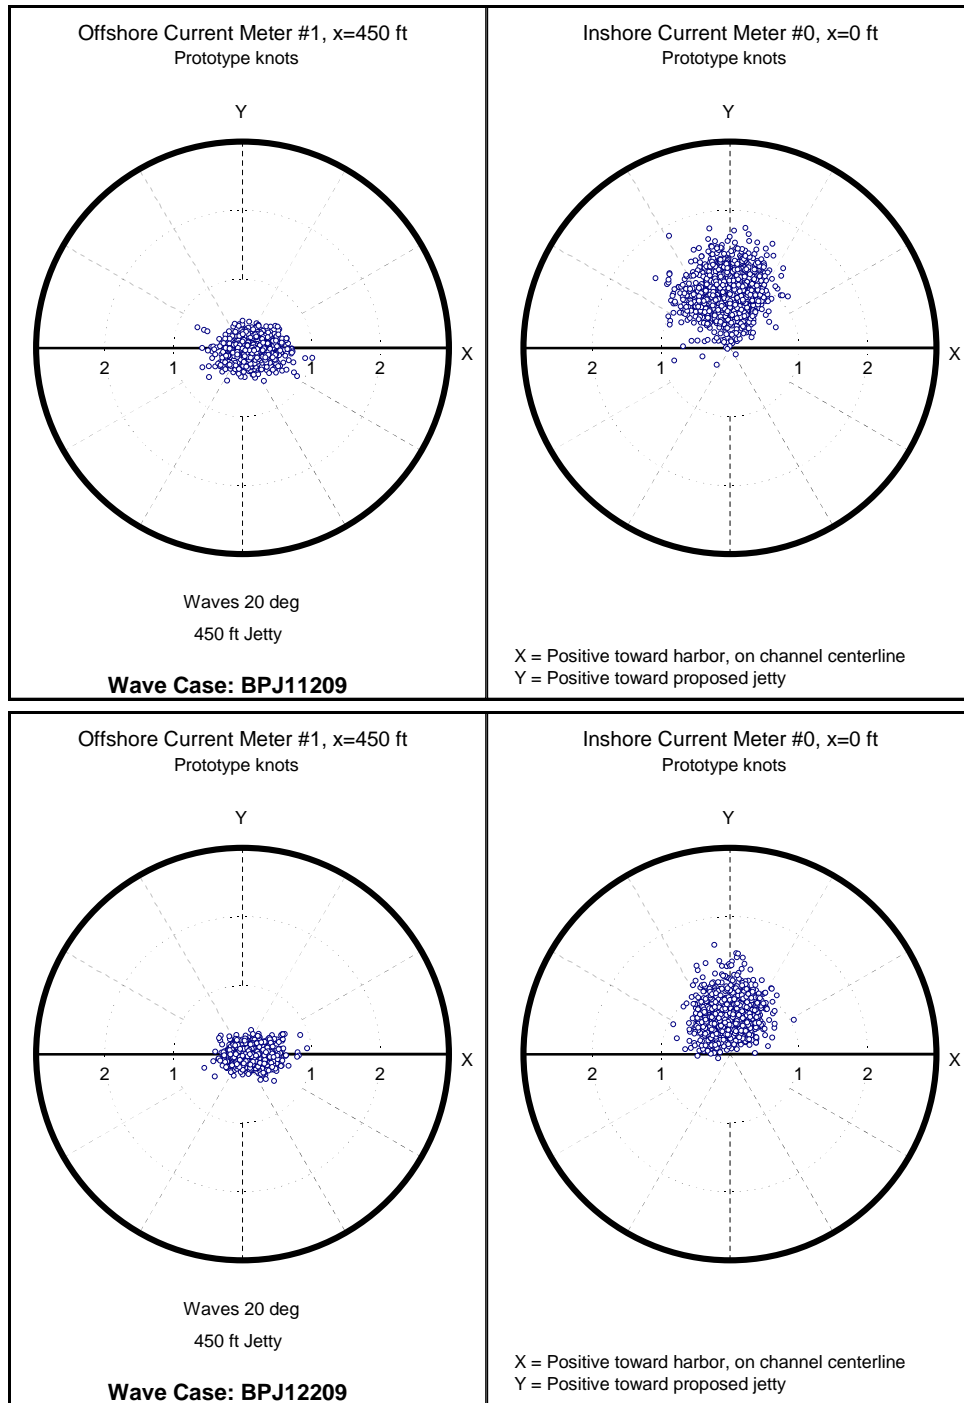 Offshore Current Meter #1, x=450 ft
Prototype knots
Y
X
2 1 1 2
Waves 20 deg
450 ft Jetty
Wave Case: BPJ11209
Inshore Current Meter #0, x=0 ft
Prototype knots
Y
X
2 1 1 2
X = Positive toward harbor, on channel centerline
Y = Positive toward proposed jetty
Offshore Current Meter #1, x=450 ft
Prototype knots
Y
X
2 1 1 2
Waves 20 deg
450 ft Jetty
Wave Case: BPJ12209
Inshore Current Meter #0, x=0 ft
Prototype knots
Y
X
2 1 1 2
X = Positive toward harbor, on channel centerline
Y = Positive toward proposed jetty